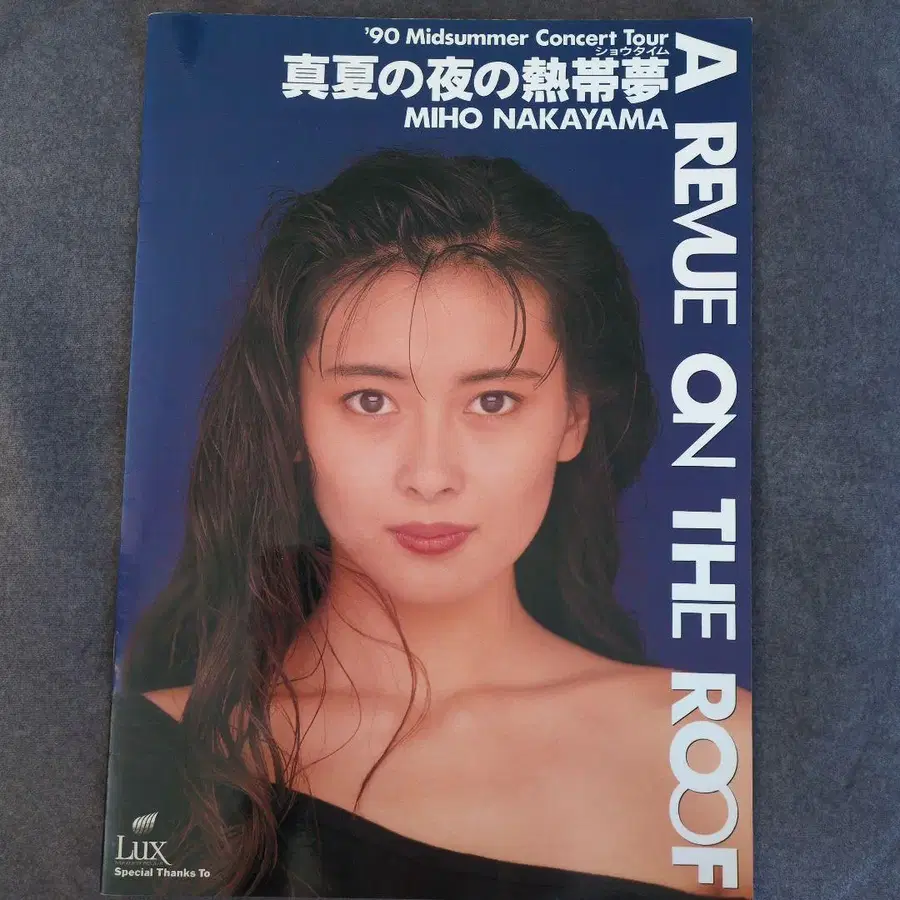 '90 Midsummer Concert Tour
ショウタイム
真夏の夜の熱帯夢
MIHO NAKAYAMA
A REVUE ON THE ROOF
LUX
Special Thanks To